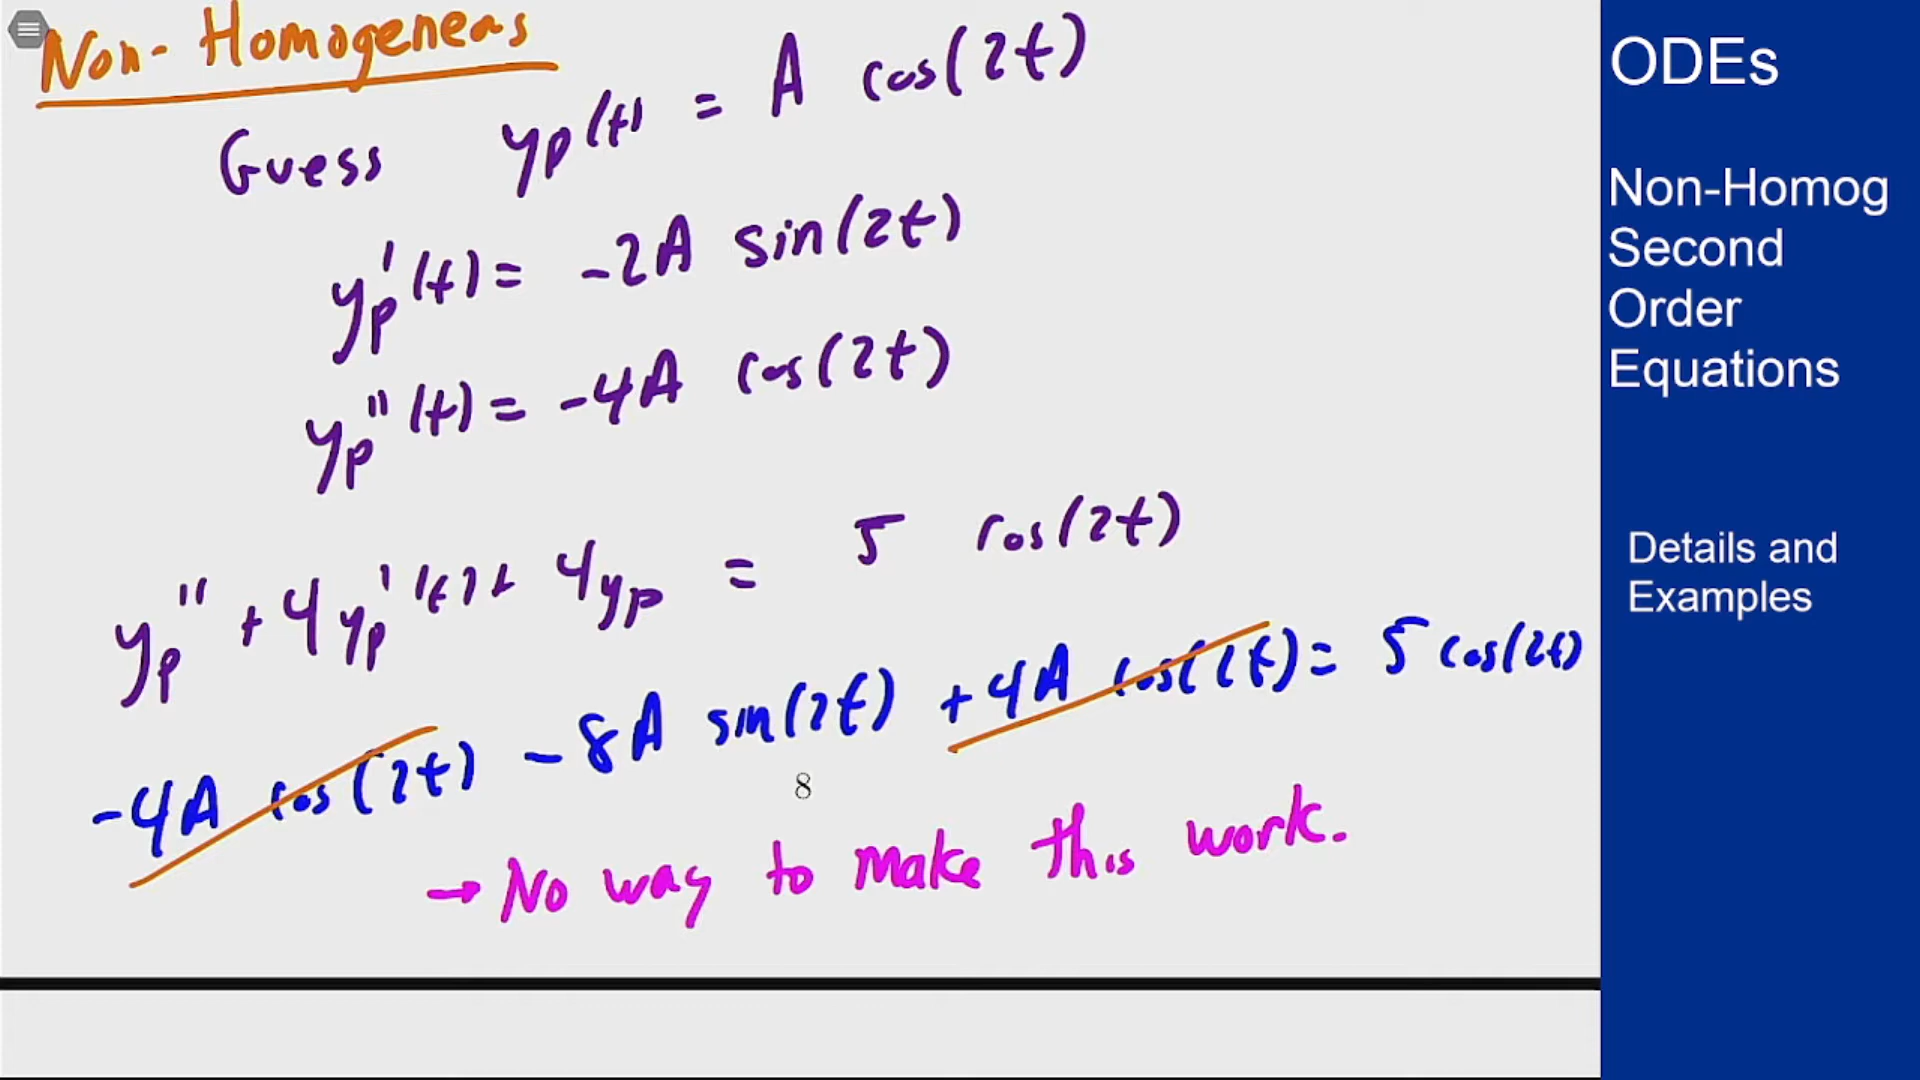 Non-Homogeneous
Guess yp(t) = A cos(2t)
yp'(t) = -2A sin(2t)
yp''(t) = -4A cos(2t)
yp'' + 4yp'(t) + 4yp = 5 cos(2t)
-4A cos(2t) - 8A sin(2t) + 4A cos(2t) = 5 cos(2t)
8
→ No way to make this work.
ODEs
Non-Homog
Second
Order
Equations
Details and
Examples